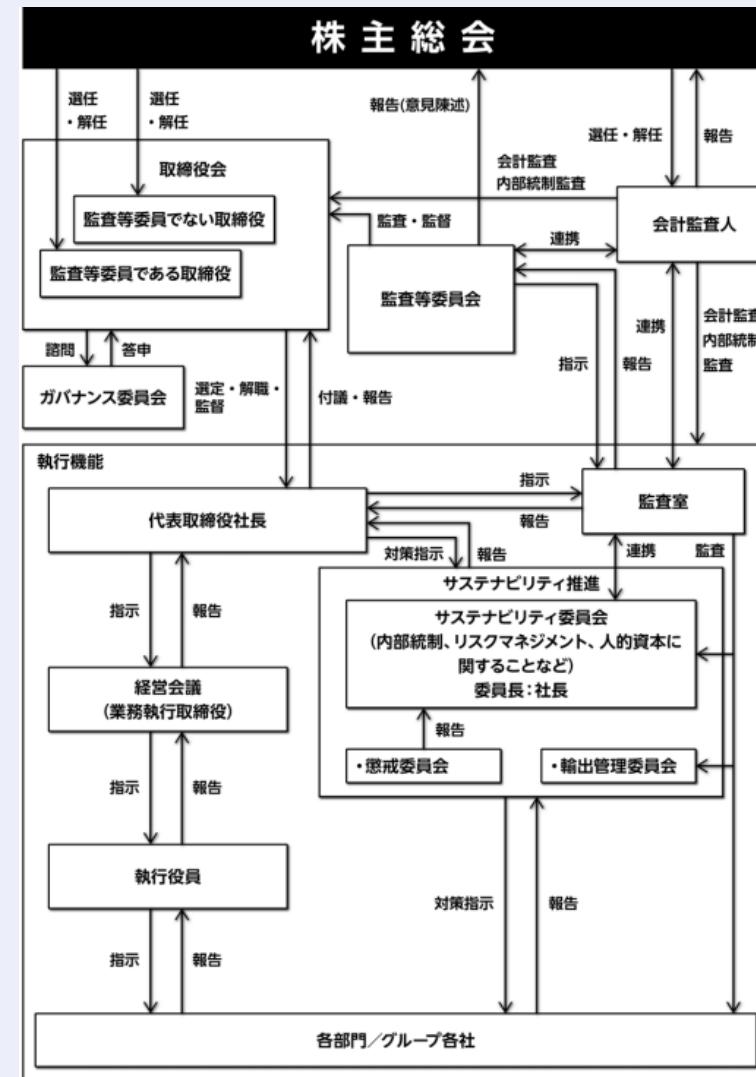 株主総会
選任
・解任
選任
・解任
報告(意見陳述)
選任・解任
報告
取締役会
会計監査
内部統制監査
監査等委員でない取締役
監査・監督
会計監査人
連携
監査等委員である取締役
監査等委員会
諮問
答申
連携
会計監査
内部統制
監査
指示
報告
ガバナンス委員会
選定・解職・
監督
付議・報告
執行機能
指示
監査室
代表取締役社長
報告
対策指示
報告
連携
監査
サステナビリティ推進
指示
報告
サステナビリティ委員会
(内部統制、リスクマネジメント、人的資本に
関することなど)
委員長:社長
経営会議
(業務執行取締役)
報告
・懲戒委員会
・輸出管理委員会
指示
報告
執行役員
対策指示
報告
指示
報告
各部門/グループ各社